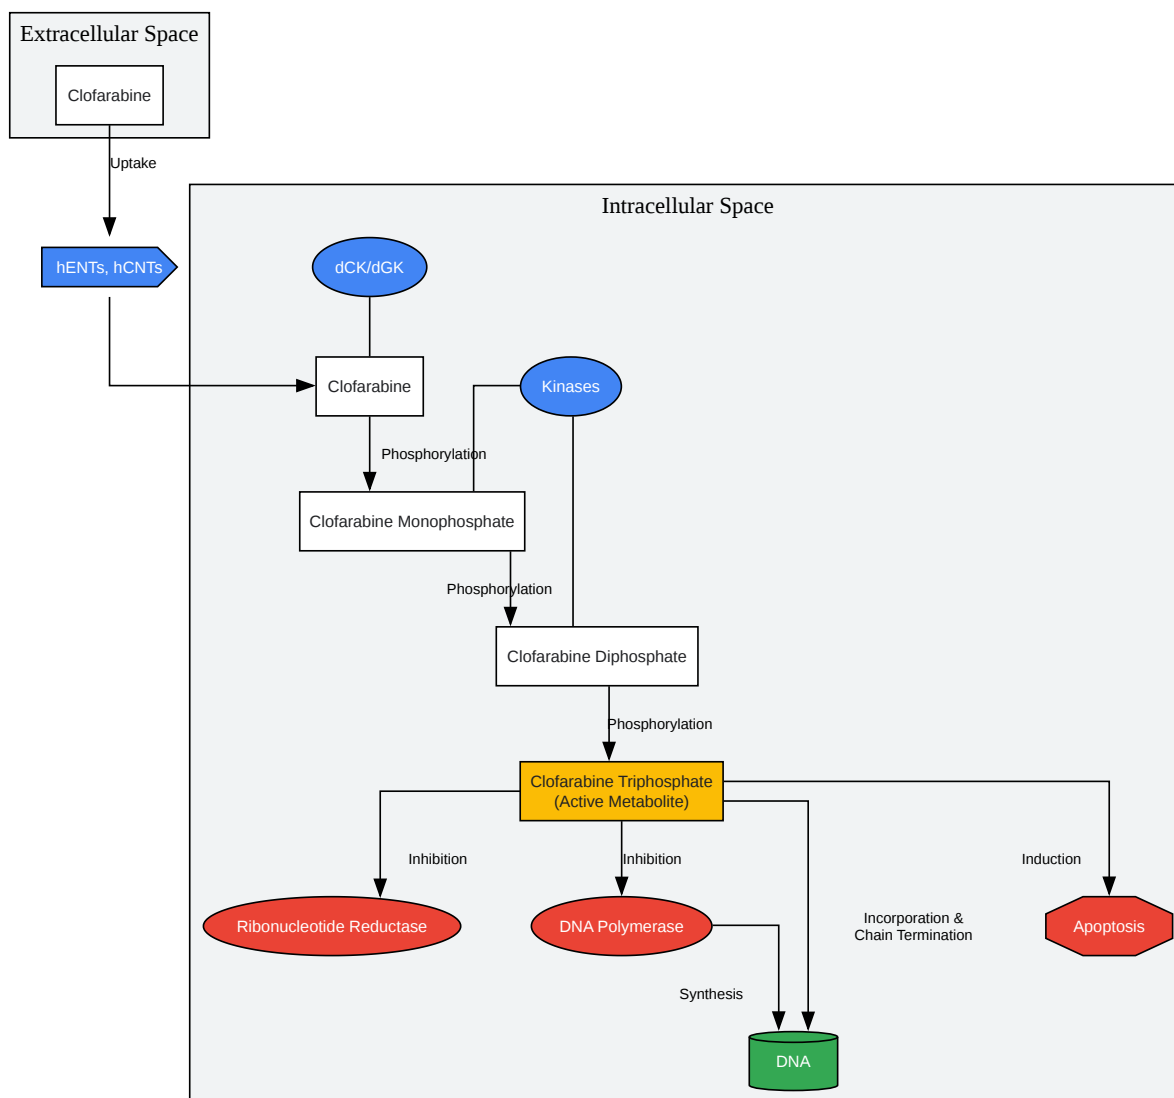 Extracellular Space
Clofarabine
Uptake
Intracellular Space
hENTs, hCNTs
dCK/dGK
Clofarabine
Kinases
Phosphorylation
Clofarabine Monophosphate
Phosphorylation
Clofarabine Diphosphate
Phosphorylation
Clofarabine Triphosphate
(Active Metabolite)
Inhibition
Inhibition
Induction
Ribonucleotide Reductase
DNA Polymerase
Incorporation &
Chain Termination
Apoptosis
Synthesis
DNA